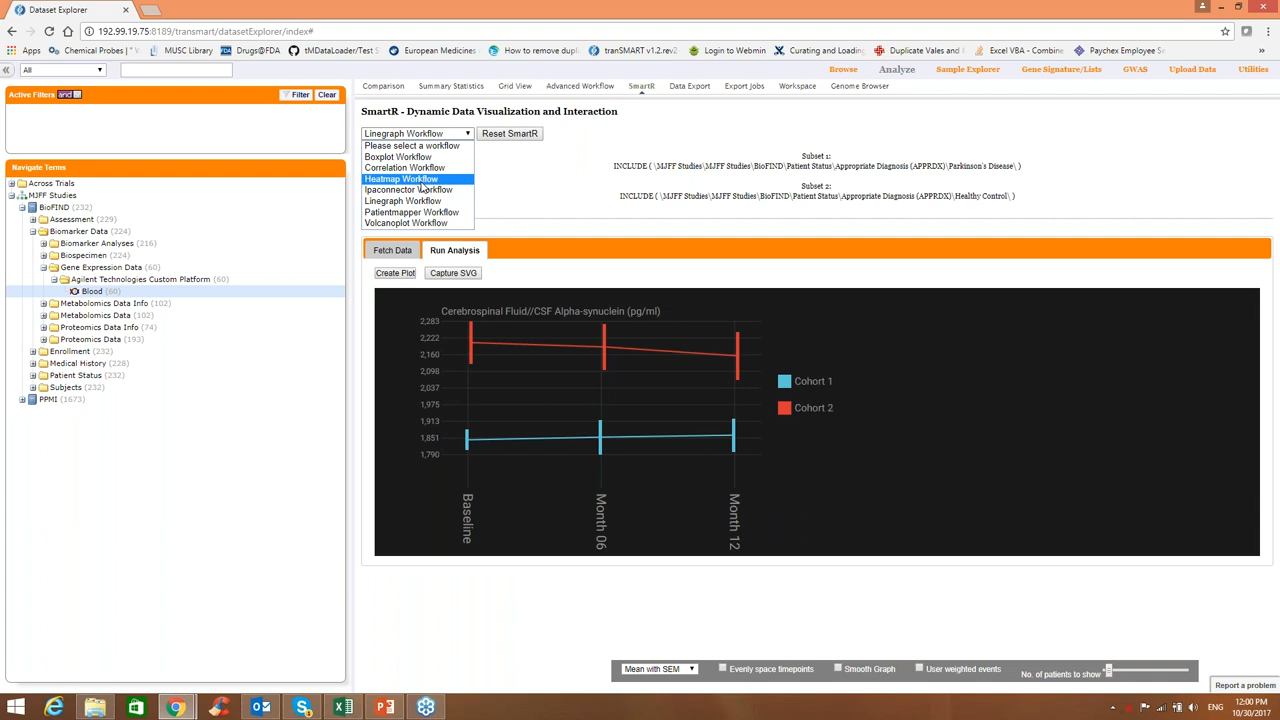 Dataset Explorer
192.99.19.75:8189/transmart/datasetExplorer/index#
Apps Chemical Probes | " MUSC Library Drugs@FDA tMDataLoader/Test S European Medicines How to remove dupli tranSMART v1.2.rev2 Login to Webmin Curating and Loading Duplicate Vales and Excel VBA - Combine Paychex Employee Se
All
Browse Analyze Sample Explorer Gene Signature/Lists GWAS Upload Data Utilities
Active Filters and Filter Clear
Comparison Summary Statistics Grid View Advanced Workflow SmartR Data Export Export Jobs Workspace Genome Browser
SmartR - Dynamic Data Visualization and Interaction
Linegraph Workflow Reset SmartR
Please select a workflow
Boxplot Workflow
Correlation Workflow
Heatmap Workflow
Ipaconnector Workflow
Linegraph Workflow
Patientmapper Workflow
Volcanoplot Workflow
Subset 1:
INCLUDE ( \MJFF Studies\MJFF Studies\BioFIND\Patient Status\Appropriate Diagnosis (APPRDX)\Parkinson's Disease\ )
Subset 2:
INCLUDE ( \MJFF Studies\MJFF Studies\BioFIND\Patient Status\Appropriate Diagnosis (APPRDX)\Healthy Control\ )
Navigate Terms
Across Trials
MJFF Studies
BioFIND (232)
Assessment (229)
Biomarker Data (224)
Biomarker Analyses (216)
Biospecimen
Gene Expression Data (60)
Agilent Technologies Custom Platform (60)
Blood (60)
Metabolomics Data Info (102)
Metabolomics Data (102)
Proteomics Data Info (74)
Proteomics Data (193)
Enrollment (232)
Medical History (228)
Patient Status (232)
Subjects (232)
PPMI (1673)
Fetch Data Run Analysis
Create Plot Capture SVG
Cerebrospinal Fluid//CSF Alpha-synuclein (pg/ml)
2,283
2,222
2,160
2,098
2,037
1,975
1,913
1,851
1,790
Baseline
Month 06
Month 12
Cohort 1
Cohort 2
Mean with SEM Evenly space timepoints Smooth Graph User weighted events No. of patients to show
Report a problem
ENG
12:00 PM
10/30/2017